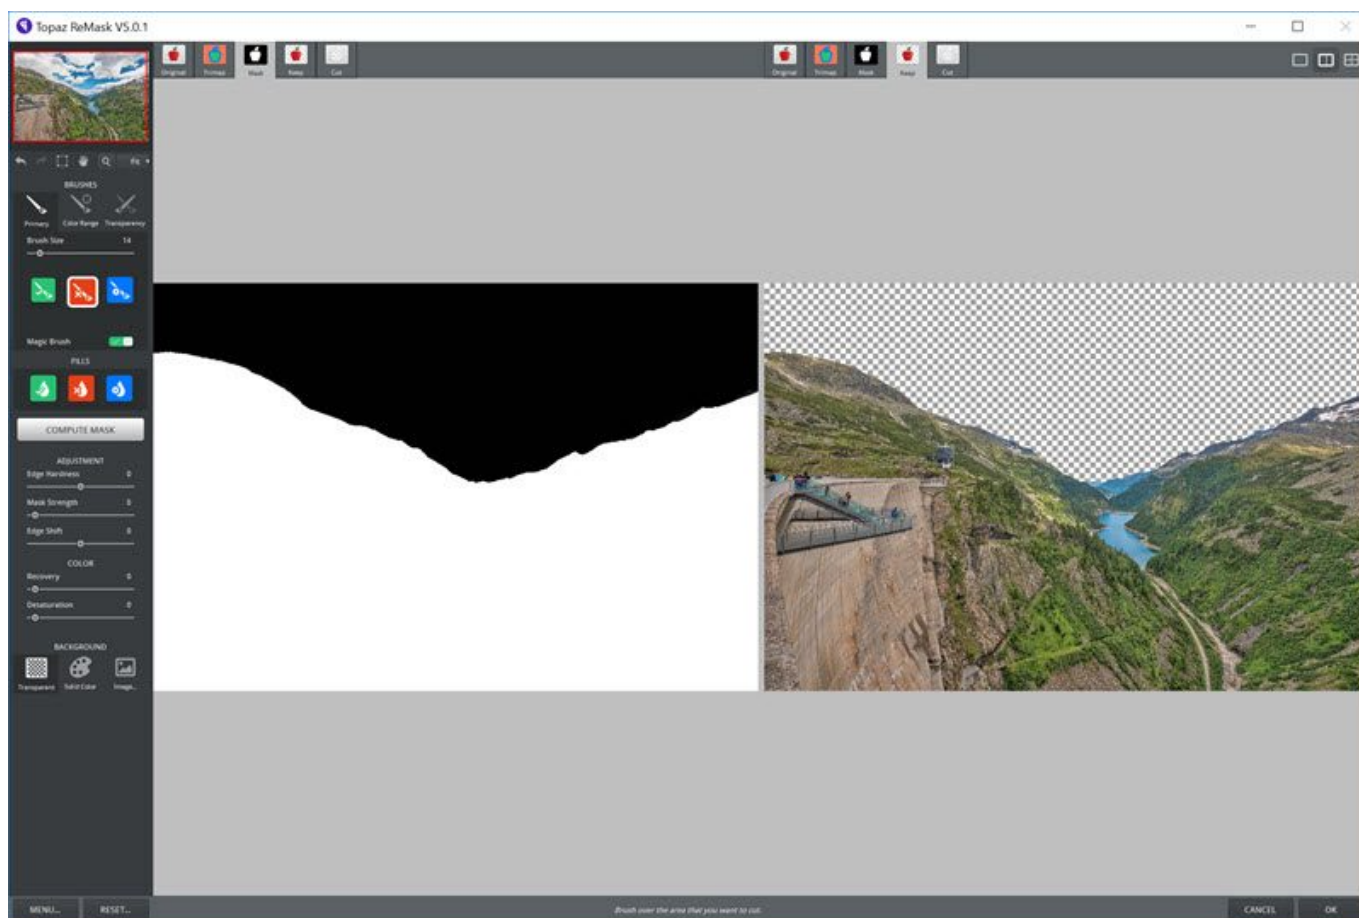 Topaz ReMask V5.0.1
Original Trimap Mask Keep Cut
Original Trimap Mask Keep Cut
Fit
BRUSHES
Primary Color Range Transparency
Brush Size 14
Magic Brush
FILLS
COMPUTE MASK
ADJUSTMENT
Edge Hardness 0
Mask Strength 0
Edge Shift 0
COLOR
Recovery 0
Desaturation 0
BACKGROUND
Transparent Solid Color Image...
MENU... RESET... Brush over the area that you want to cut. CANCEL OK